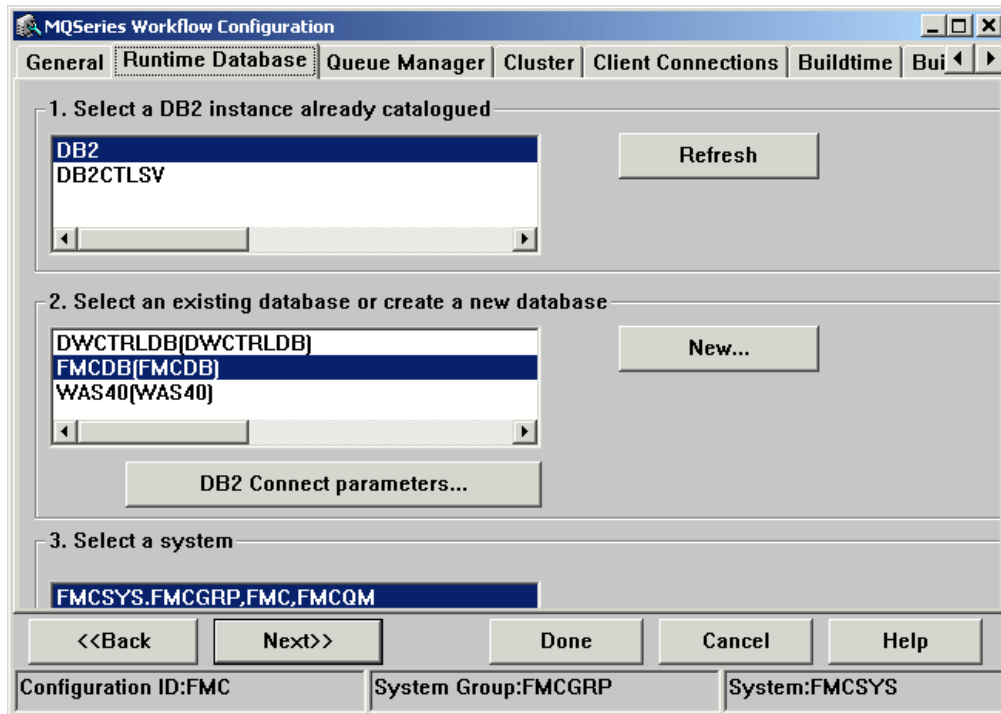 MQSeries Workflow Configuration
General Runtime Database Queue Manager Cluster Client Connections Buildtime Bui
1. Select a DB2 instance already catalogued
DB2
DB2CTLSV
Refresh
2. Select an existing database or create a new database
DWCTRLDB(DWCTRLDB)
FMCDB(FMCDB)
WAS40(WAS40)
New...
DB2 Connect parameters...
3. Select a system
FMCSYS.FMCGRP,FMC,FMCQM
<<Back Next>> Done Cancel Help
Configuration ID:FMC System Group:FMCGRP System:FMCSYS